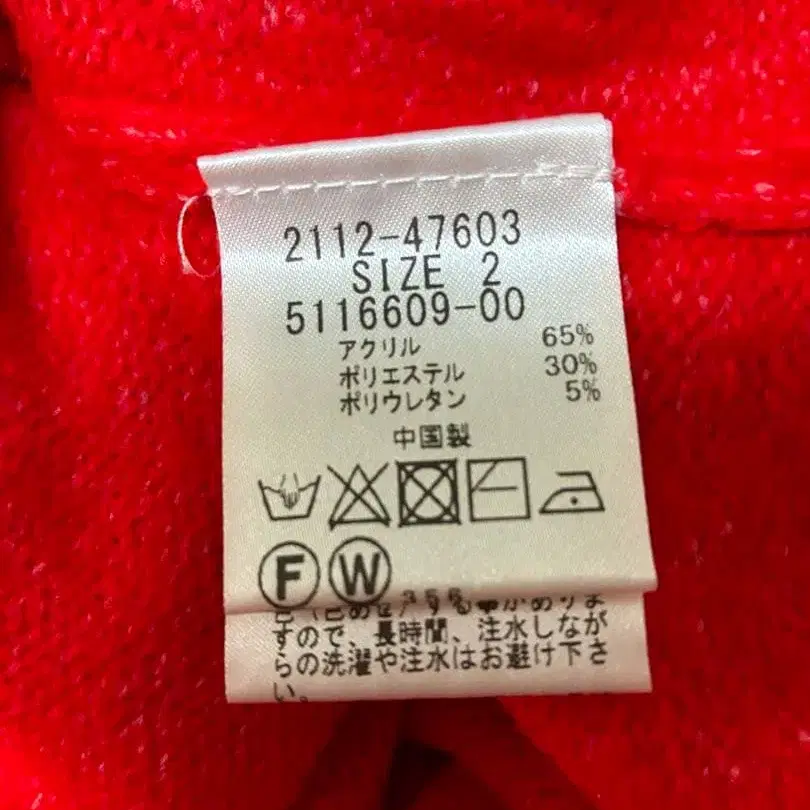 2112-47603
SIZE 2
5116609-00
アクリル 65%
ポリエステル 30%
ポリウレタン 5%
中国製
F W
356
すので、長時間、注水しなが
らの洗濯や注水はお避け下さ
い。